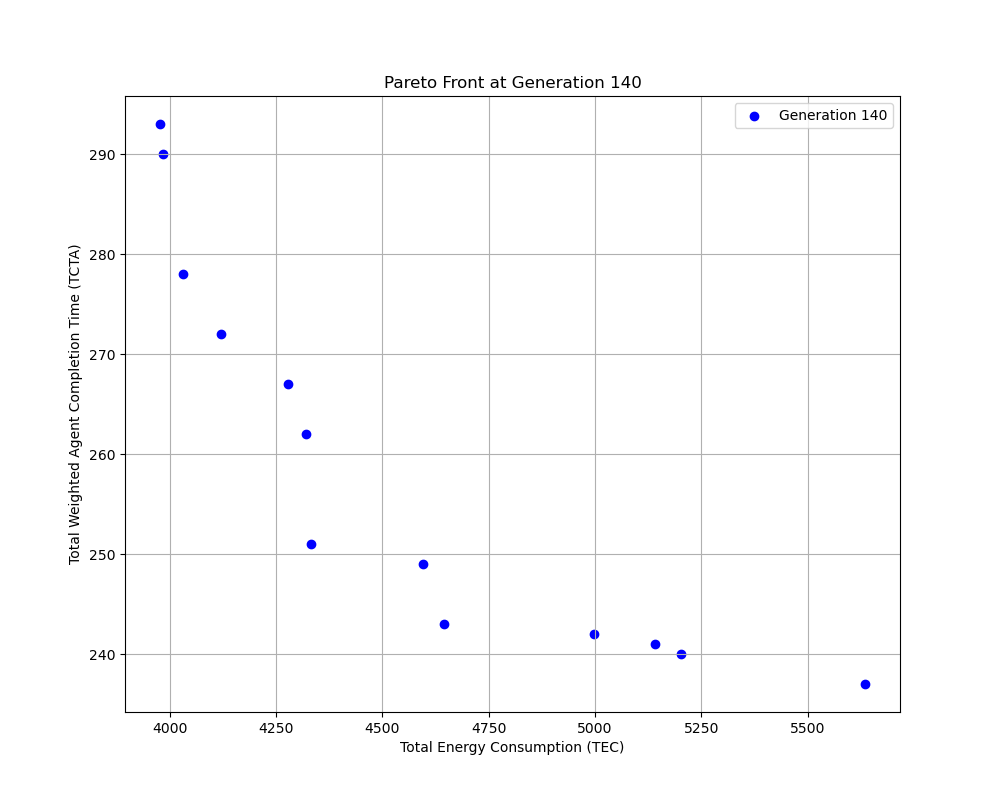 Pareto Front at Generation 140
Generation 140
Total Weighted Agent Completion Time (TCTA)
290
280
270
260
250
240
4000 4250 4500 4750 5000 5250 5500
Total Energy Consumption (TEC)